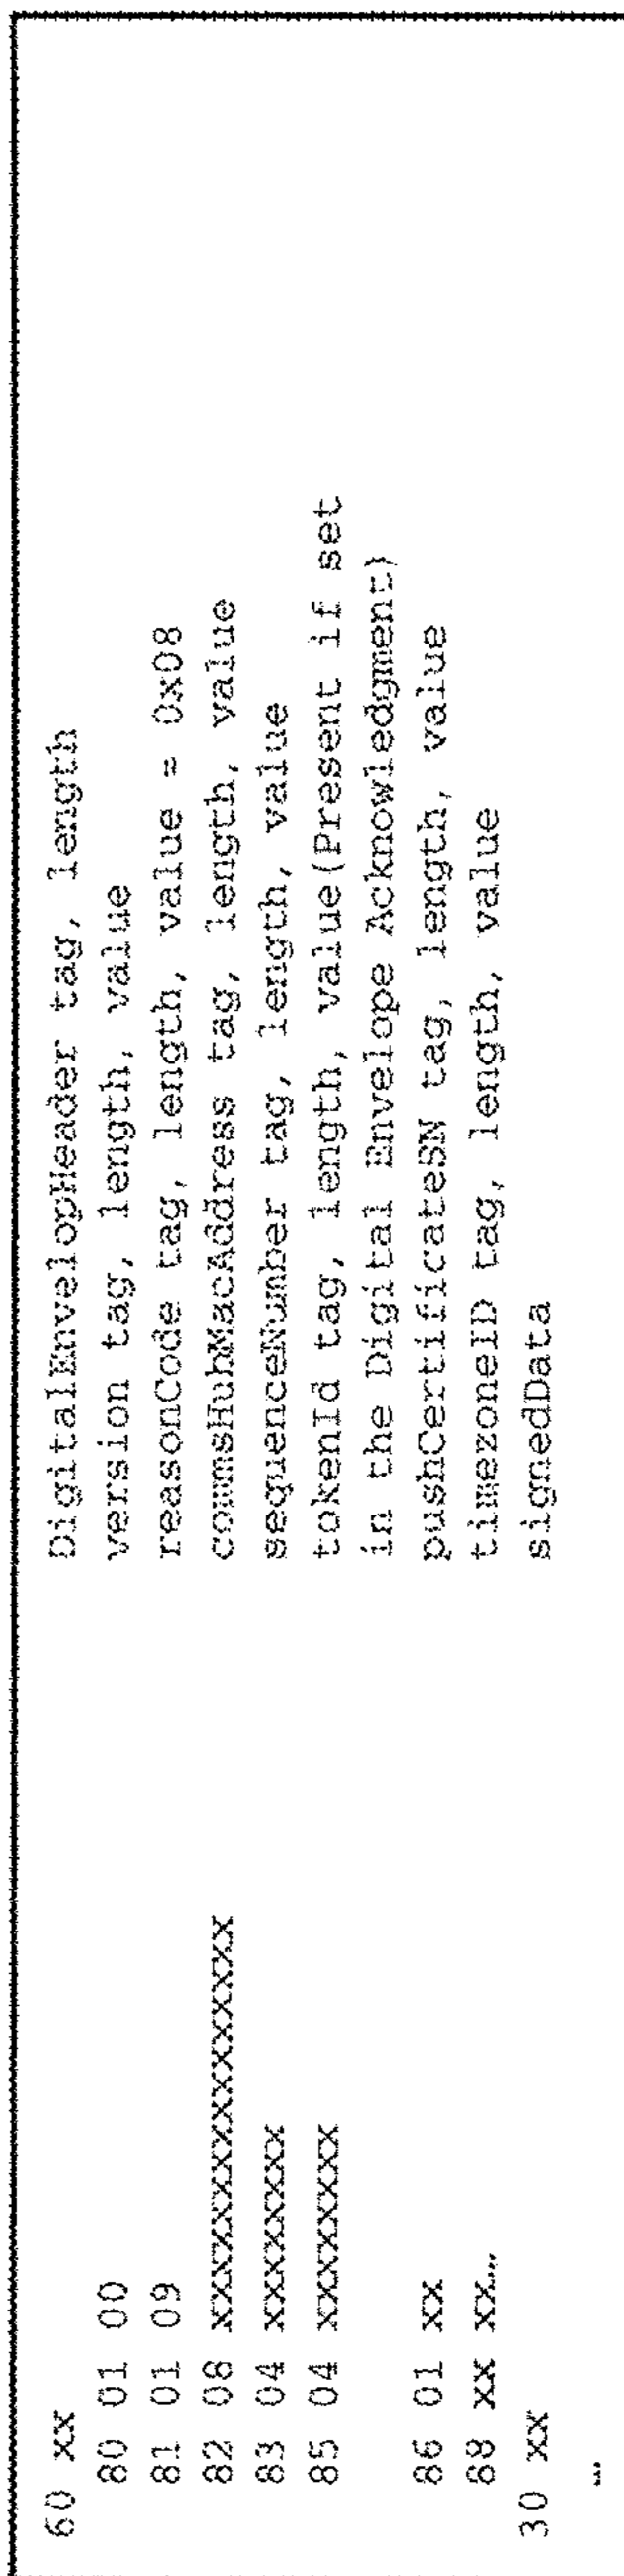 60 xx DigitalEnvelopHeader tag, length
80 01 00 version tag, length, value
81 01 09 reasonCode tag, length, value = 0x08
82 08 xxxxxxxxxxxxxxxx commsHubMacAddress tag, length, value
83 04 xxxxxxxx sequenceNumber tag, length, value
85 04 xxxxxxxx tokenId tag, length, value(Present if set
in the Digital Envelope Acknowledgment)
86 01 xx pushCertificateSN tag, length, value
88 xx xx… timezoneID tag, length, value
30 xx signedData
…